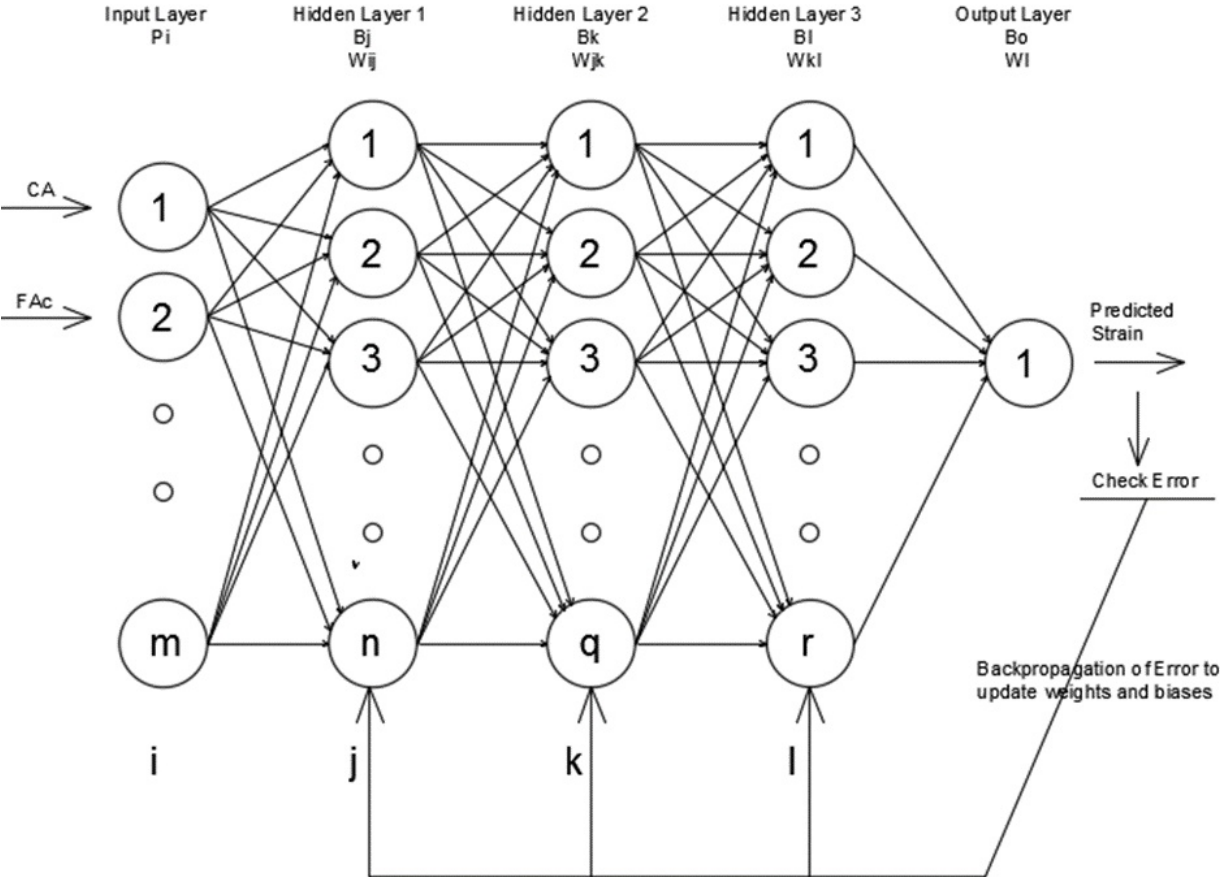 Input Layer
Pi
Hidden Layer 1
Bj
Wij
Hidden Layer 2
Bk
Wjk
Hidden Layer 3
Bl
Wkl
Output Layer
Bo
Wl
CA
FAc
1
2
m
i
1
2
3
n
j
1
2
3
q
k
1
2
3
r
l
1
Predicted
Strain
Check Error
Backpropagation of Error to
update weights and biases